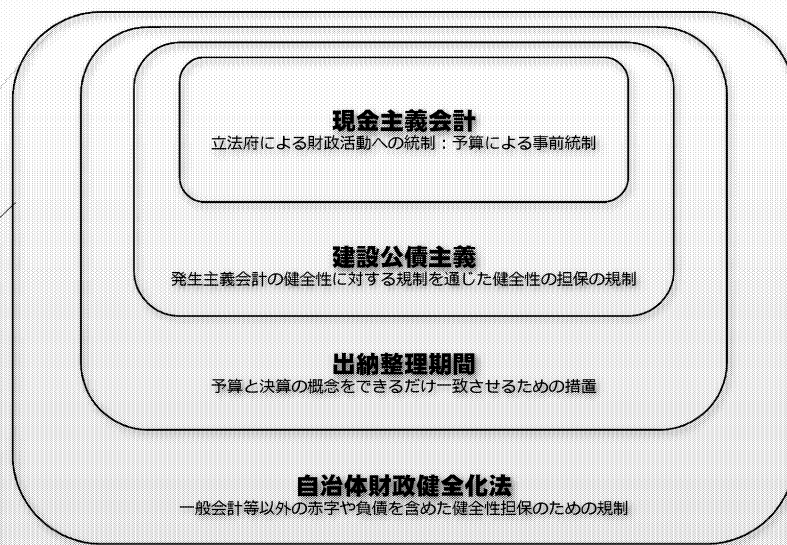 現金主義会計
立法府による財政活動への統制：予算による事前統制
建設公債主義
発生主義会計の健全性に対する規制を通じた健全性の担保の規制
出納整理期間
予算と決算の概念をできるだけ一致させるための措置
自治体財政健全化法
一般会計等以外の赤字や負債を含めた健全性担保のための規制